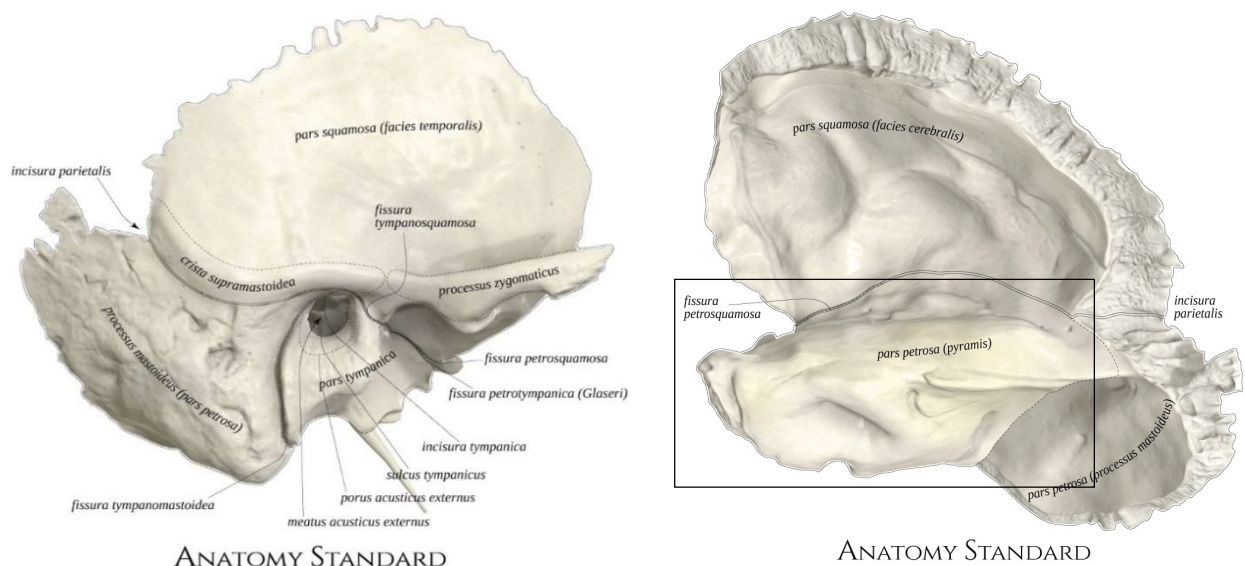 pars squamosa (facies temporalis)
incisura parietalis
fissura
tympanosquamosa
crista supramastoidea
processus zygomaticus
processus mastoideus (pars petrosa)
pars tympanica
fissura petrosquamosa
fissura petrotympanica (Glaseri)
incisura tympanica
sulcus tympanicus
porus acusticus externus
meatus acusticus externus
fissura tympanomastoidea
ANATOMY STANDARD
pars squamosa (facies cerebralis)
fissura
petrosquamosa
incisura
parietalis
pars petrosa (pyramis)
pars petrosa (processus mastoideus)
ANATOMY STANDARD